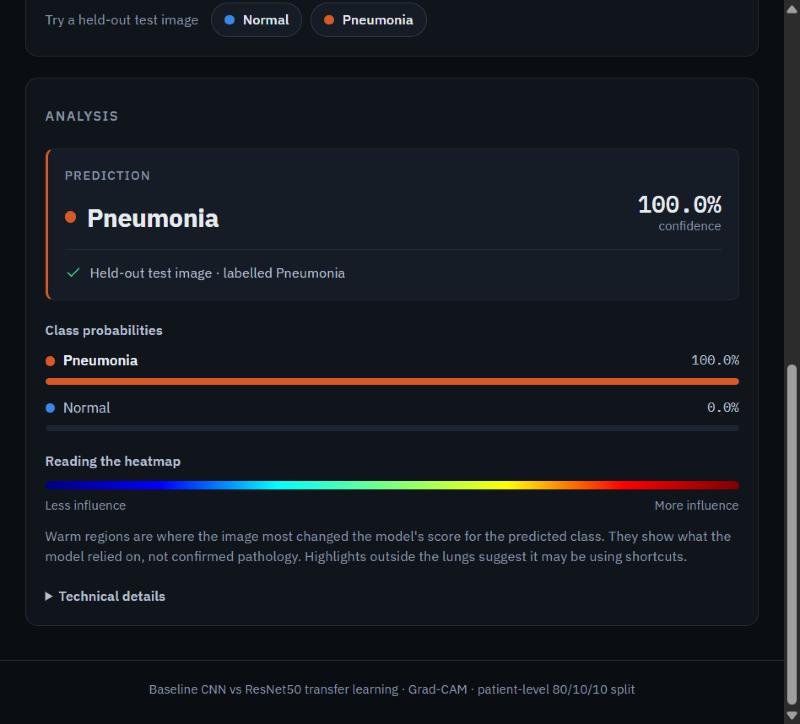 Try a held-out test image Normal Pneumonia
ANALYSIS
PREDICTION
Pneumonia 100.0%
confidence
Held-out test image · labelled Pneumonia
Class probabilities
Pneumonia 100.0%
Normal 0.0%
Reading the heatmap
Less influence More influence
Warm regions are where the image most changed the model's score for the predicted class. They show what the
model relied on, not confirmed pathology. Highlights outside the lungs suggest it may be using shortcuts.
Technical details
Baseline CNN vs ResNet50 transfer learning · Grad-CAM · patient-level 80/10/10 split